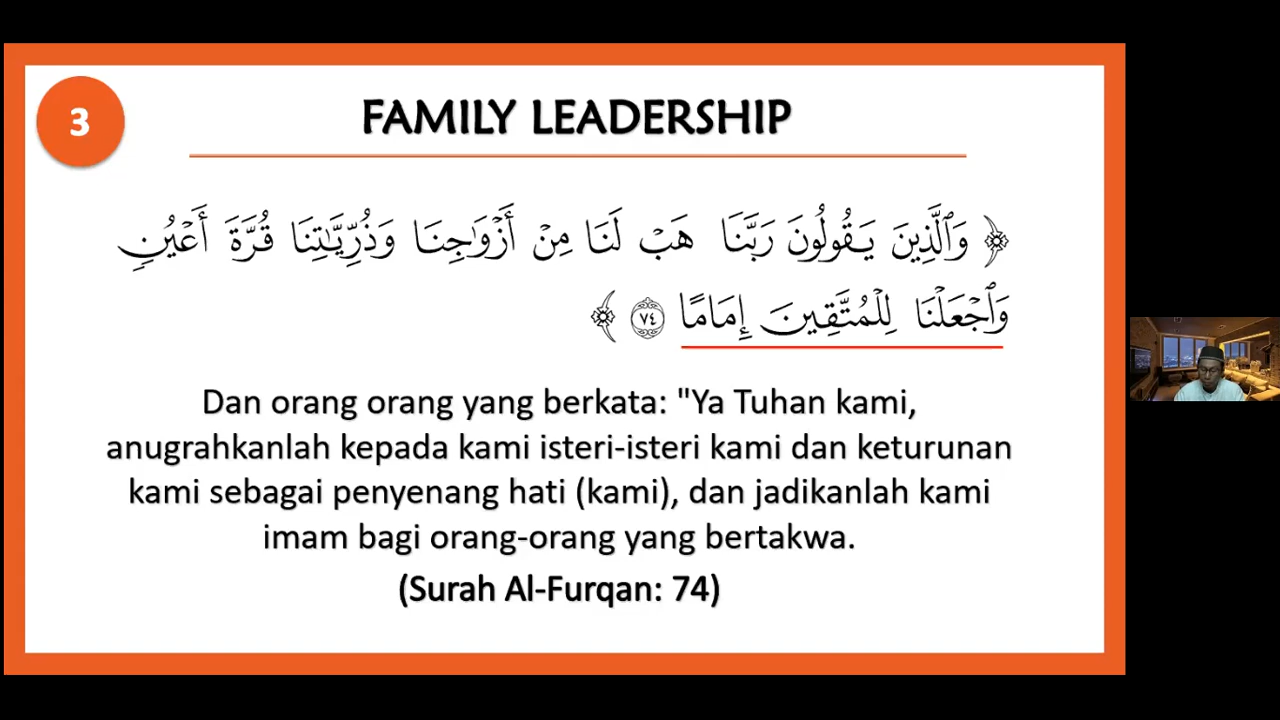 3
FAMILY LEADERSHIP
﴿ وَٱلَّذِينَ يَقُولُونَ رَبَّنَا هَبْ لَنَا مِنْ أَزْوَٰجِنَا وَذُرِّيَّـٰتِنَا قُرَّةَ أَعْيُنٍ
وَٱجْعَلْنَا لِلْمُتَّقِينَ إِمَامًا ٧٤ ﴾
Dan orang orang yang berkata: "Ya Tuhan kami,
anugrahkanlah kepada kami isteri-isteri kami dan keturunan
kami sebagai penyenang hati (kami), dan jadikanlah kami
imam bagi orang-orang yang bertakwa.
(Surah Al-Furqan: 74)